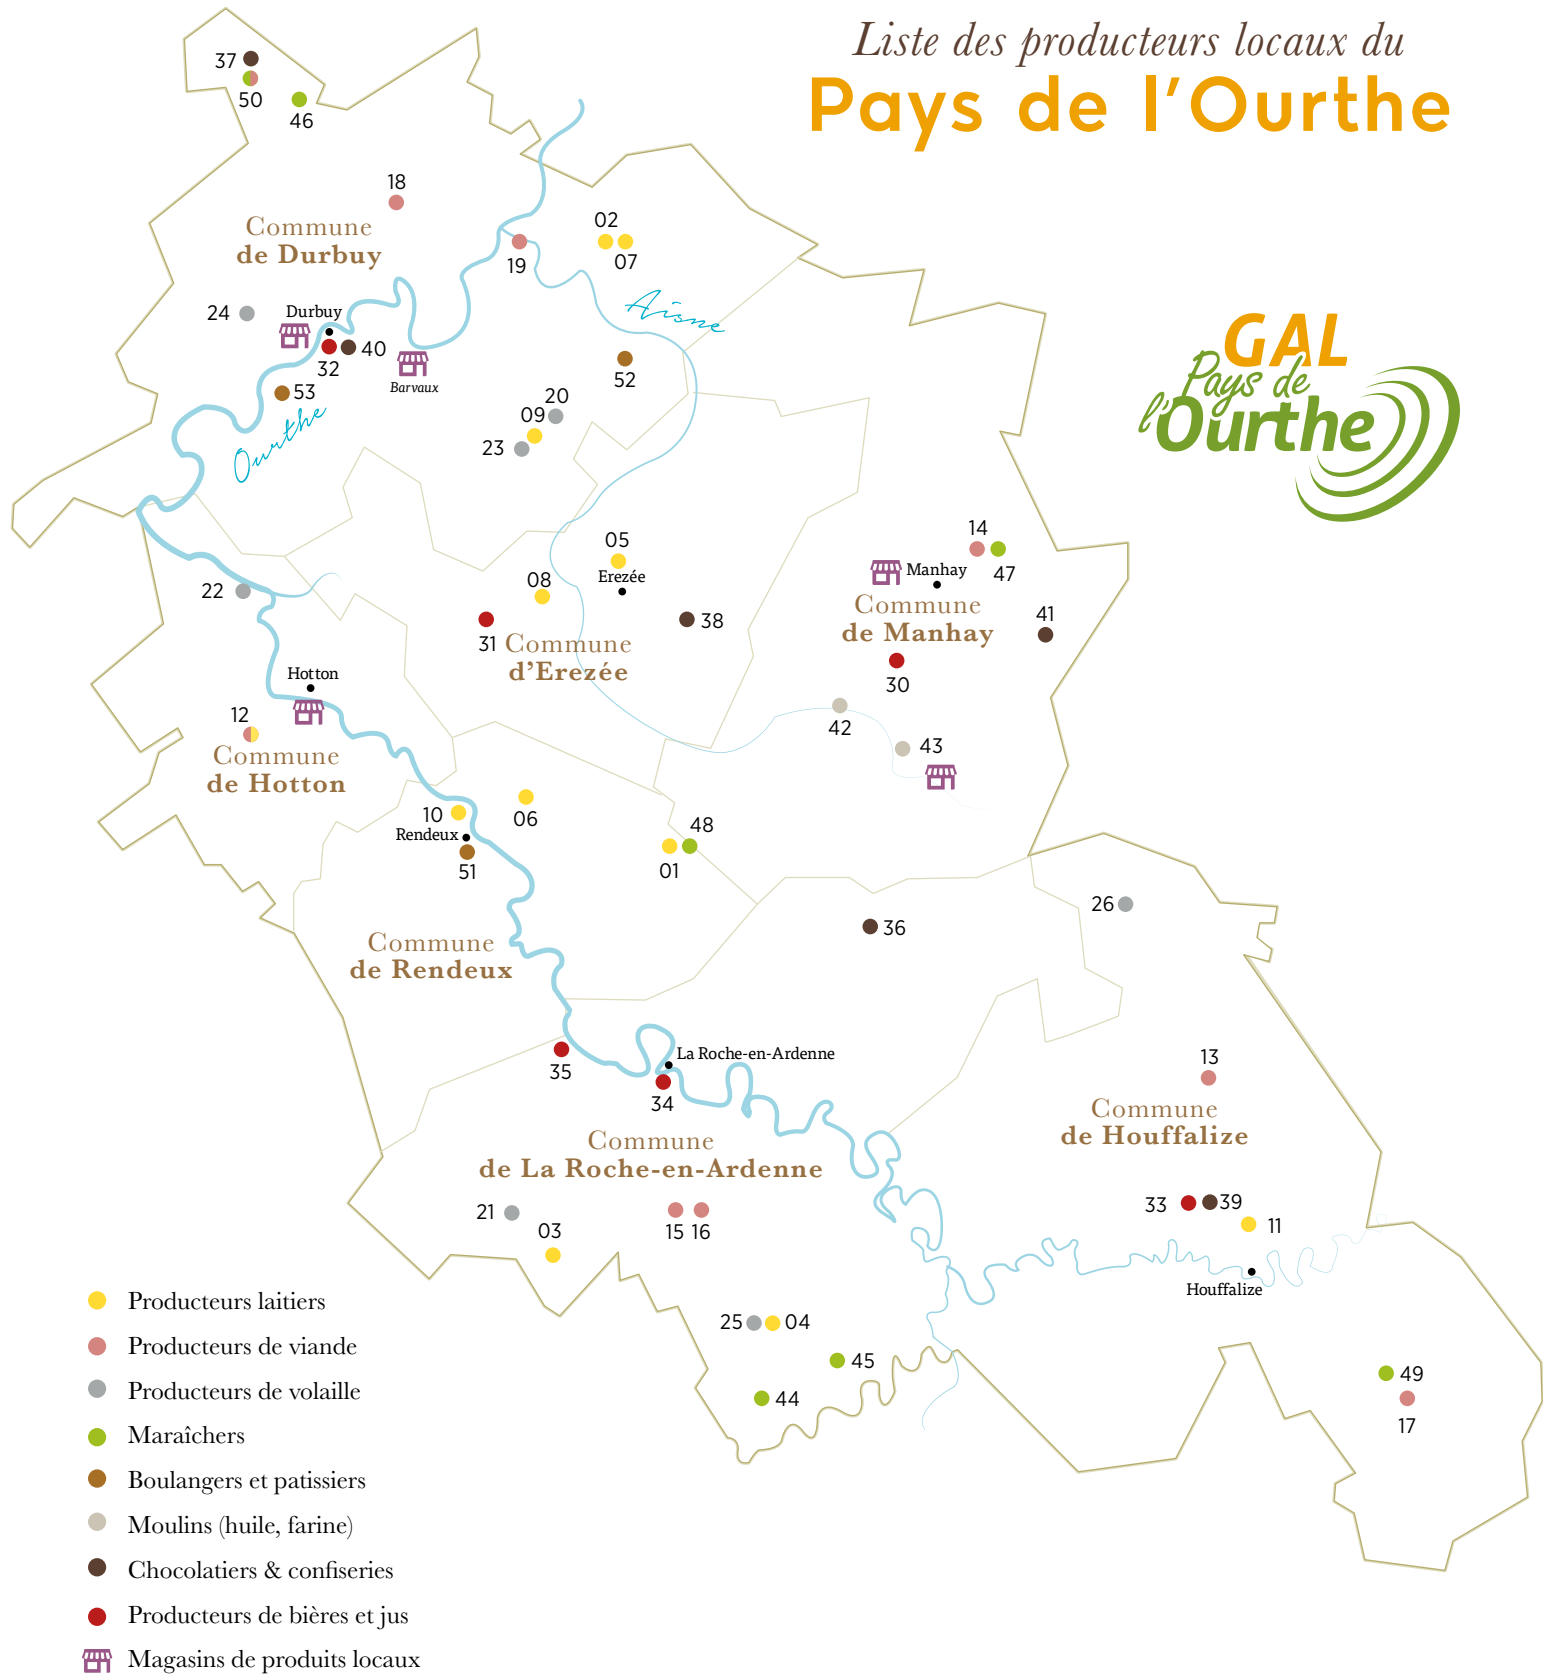 Liste des producteurs locaux du
Pays de l'Ourthe
37
50
46
18
Commune
de Durbuy
02
07
19
24
Durbuy
32
40
Barvaux
Aisne
53
Ourthe
52
20
09
23
GAL
Pays de
l'Ourthe
05
Erezée
08
31
38
Commune
d'Erezée
14
47
Manhay
Commune
de Manhay
41
30
42
43
22
Hotton
12
Commune
de Hotton
10
06
Rendeux
51
48
01
Commune
de Rendeux
36
26
35
La Roche-en-Ardenne
34
13
Commune
de Houffalize
Commune
de La Roche-en-Ardenne
21
03
15
16
33
39
11
Houffalize
25
04
45
44
49
17
Producteurs laitiers
Producteurs de viande
Producteurs de volaille
Maraîchers
Boulangers et patissiers
Moulins (huile, farine)
Chocolatiers & confiseries
Producteurs de bières et jus
Magasins de produits locaux